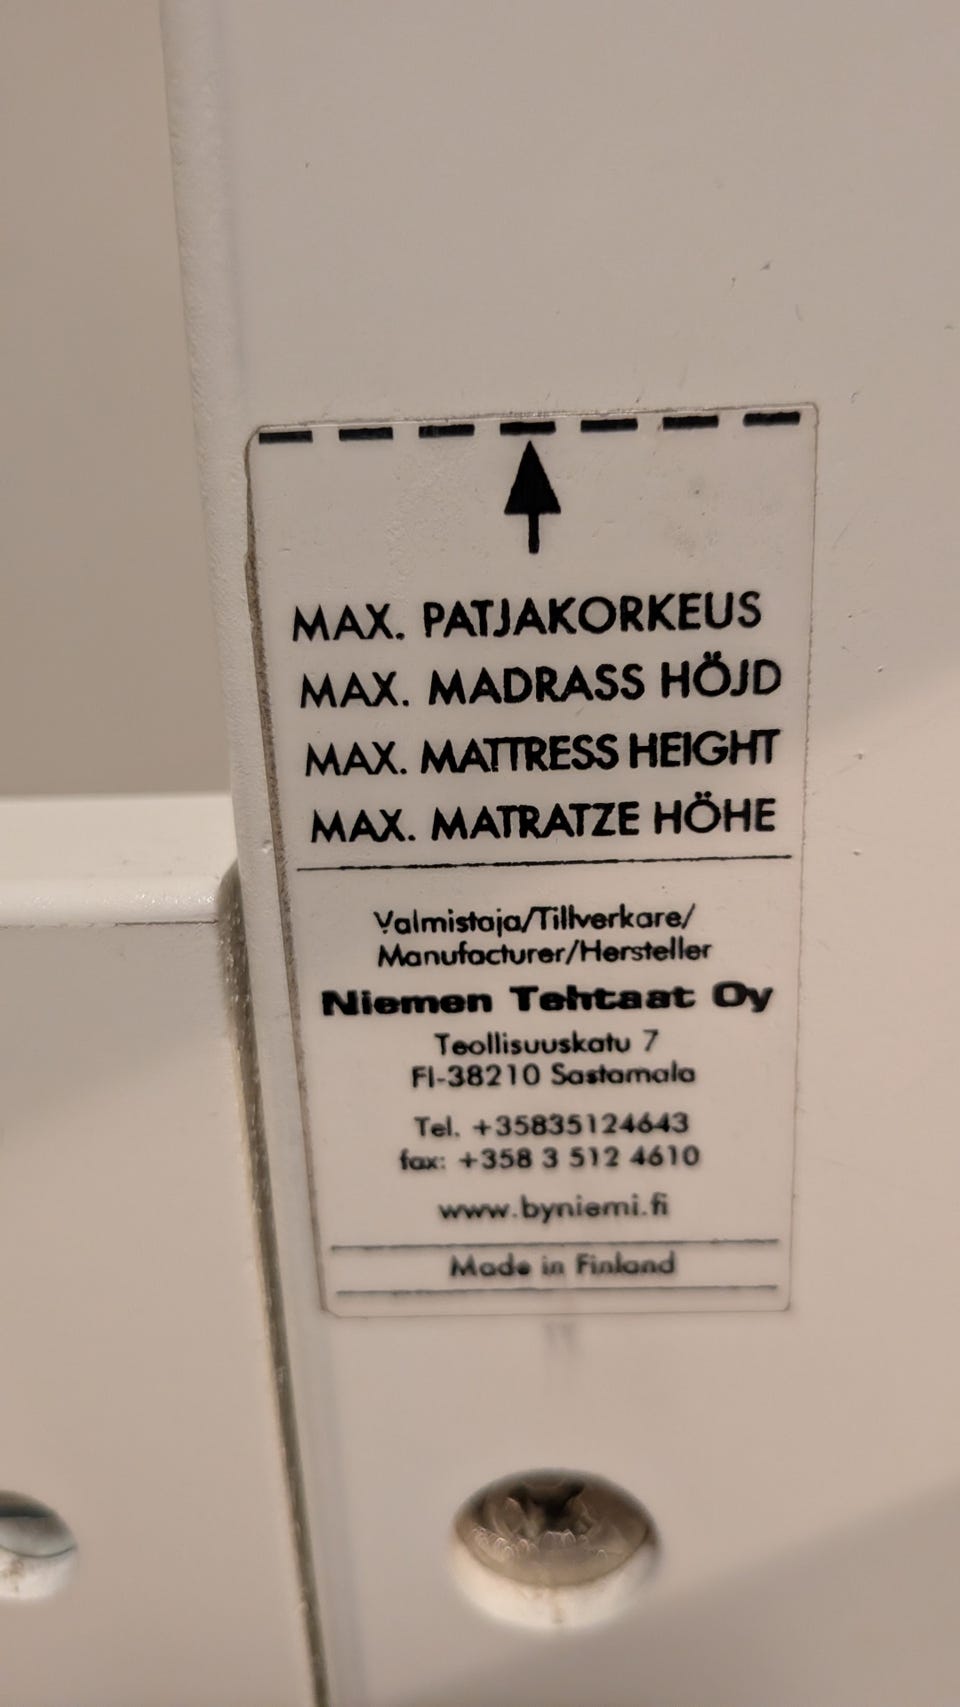 MAX. PATJAKORKEUS
MAX. MADRASS HÖJD
MAX. MATTRESS HEIGHT
MAX. MATRATZE HÖHE
Valmistaja/Tillverkare/
Manufacturer/Hersteller
Niemen Tehtaat Oy
Teollisuuskatu 7
FI-38210 Sastamala
Tel. +35835124643
fax: +358 3 512 4610
www.byniemi.fi
Made in Finland